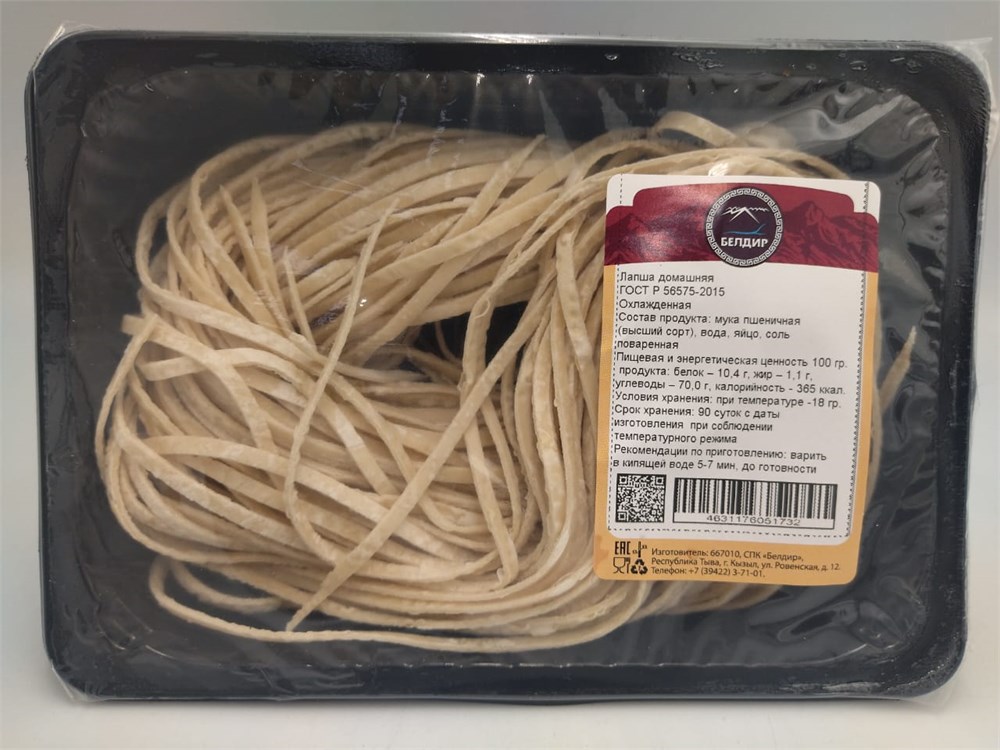 БЕЛДИР
Лапша домашняя
ГОСТ Р 56575-2015
Охлажденная
Состав продукта: мука пшеничная
(высший сорт), вода, яйцо, соль
поваренная
Пищевая и энергетическая ценность 100 гр.
продукта: белок – 10,4 г, жир – 1,1 г,
углеводы – 70,0 г, калорийность - 365 ккал.
Условия хранения: при температуре -18 гр.
Срок хранения: 90 суток с даты
изготовления при соблюдении
температурного режима
Рекомендации по приготовлению: варить
в кипящей воде 5-7 мин, до готовности
4631176051732
EAC
Изготовитель: 667010, СПК «Белдир»,
Республика Тыва, г. Кызыл, ул. Ровенская, д. 12.
Телефон: +7 (39422) 3-71-01.